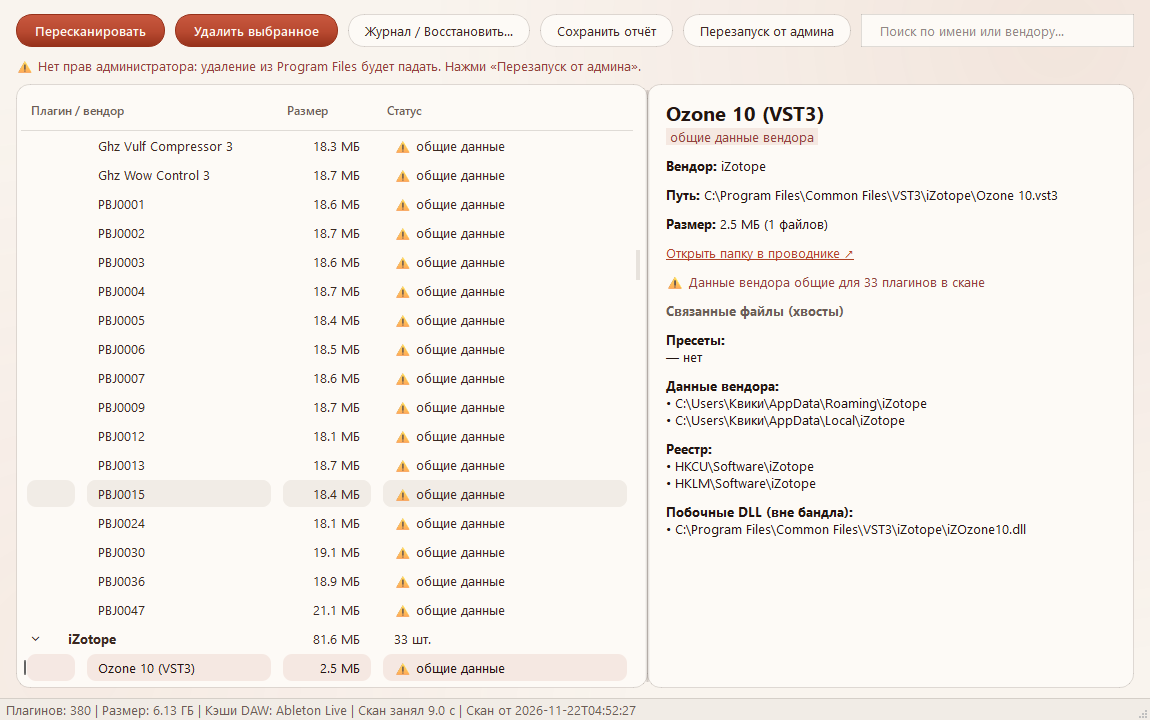 Пересканировать
Удалить выбранное
Журнал / Восстановить...
Сохранить отчёт
Перезапуск от админа
Поиск по имени или вендору...
Нет прав администратора: удаление из Program Files будет падать. Нажми «Перезапуск от админа».
Плагин / вендор Размер Статус
Ghz Vulf Compressor 3 18.3 МБ общие данные
Ghz Wow Control 3 18.7 МБ общие данные
PBJ0001 18.6 МБ общие данные
PBJ0002 18.7 МБ общие данные
PBJ0003 18.6 МБ общие данные
PBJ0004 18.7 МБ общие данные
PBJ0005 18.4 МБ общие данные
PBJ0006 18.5 МБ общие данные
PBJ0007 18.6 МБ общие данные
PBJ0009 18.7 МБ общие данные
PBJ0012 18.1 МБ общие данные
PBJ0013 18.7 МБ общие данные
PBJ0015 18.4 МБ общие данные
PBJ0024 18.1 МБ общие данные
PBJ0030 19.1 МБ общие данные
PBJ0036 18.9 МБ общие данные
PBJ0047 21.1 МБ общие данные
iZotope 81.6 МБ 33 шт.
Ozone 10 (VST3) 2.5 МБ общие данные
Ozone 10 (VST3)
общие данные вендора
Вендор: iZotope
Путь: C:\Program Files\Common Files\VST3\iZotope\Ozone 10.vst3
Размер: 2.5 МБ (1 файлов)
Открыть папку в проводнике ↗
Данные вендора общие для 33 плагинов в скане
Связанные файлы (хвосты)
Пресеты:
— нет
Данные вендора:
• C:\Users\Квики\AppData\Roaming\iZotope
• C:\Users\Квики\AppData\Local\iZotope
Реестр:
• HKCU\Software\iZotope
• HKLM\Software\iZotope
Побочные DLL (вне бандла):
• C:\Program Files\Common Files\VST3\iZotope\iZOzone10.dll
Плагинов: 380 | Размер: 6.13 ГБ | Кэши DAW: Ableton Live | Скан занял 9.0 с | Скан от 2026-11-22T04:52:27